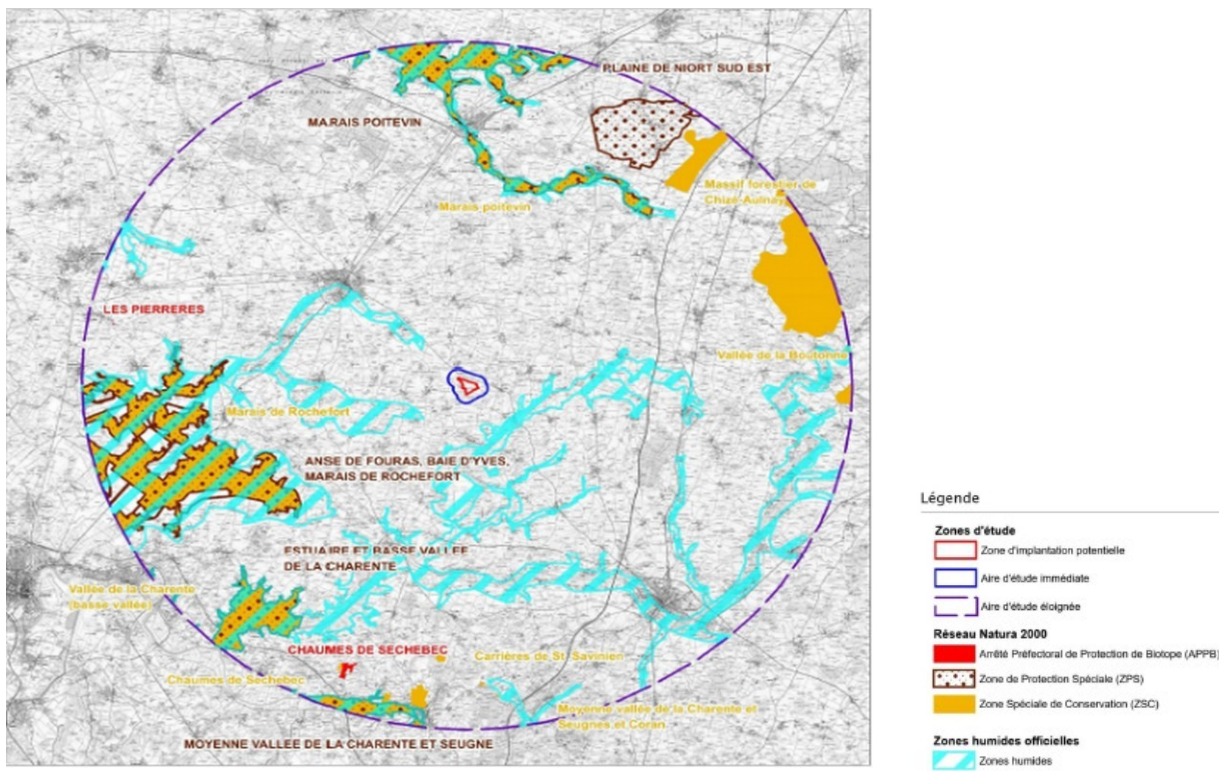 PLAINE DE NIORT SUD EST
MARAIS POITEVIN
Massif forestier de
Chizé-Aulnay
Marais poitevin
LES PIERRERES
Vallée de la Boutonne
Marais de Rochefort
ANSE DE FOURAS, BAIE D'YVES,
MARAIS DE ROCHEFORT
ESTUAIRE ET BASSE VALLEE
DE LA CHARENTE
Vallée de la Charente
(basse vallée)
CHAUMES DE SECHEBEC
Carrières de St. Savinien
Chaumes de Sechebec
Moyenne vallée de la Charente et
Seugnes et Coran
MOYENNE VALLEE DE LA CHARENTE ET SEUGNE
Légende
Zones d'étude
Zone d'implantation potentielle
Aire d'étude immédiate
Aire d'étude éloignée
Réseau Natura 2000
Arrêté Préfectoral de Protection de Biotope (APPB)
Zone de Protection Spéciale (ZPS)
Zone Spéciale de Conservation (ZSC)
Zones humides officielles
Zones humides